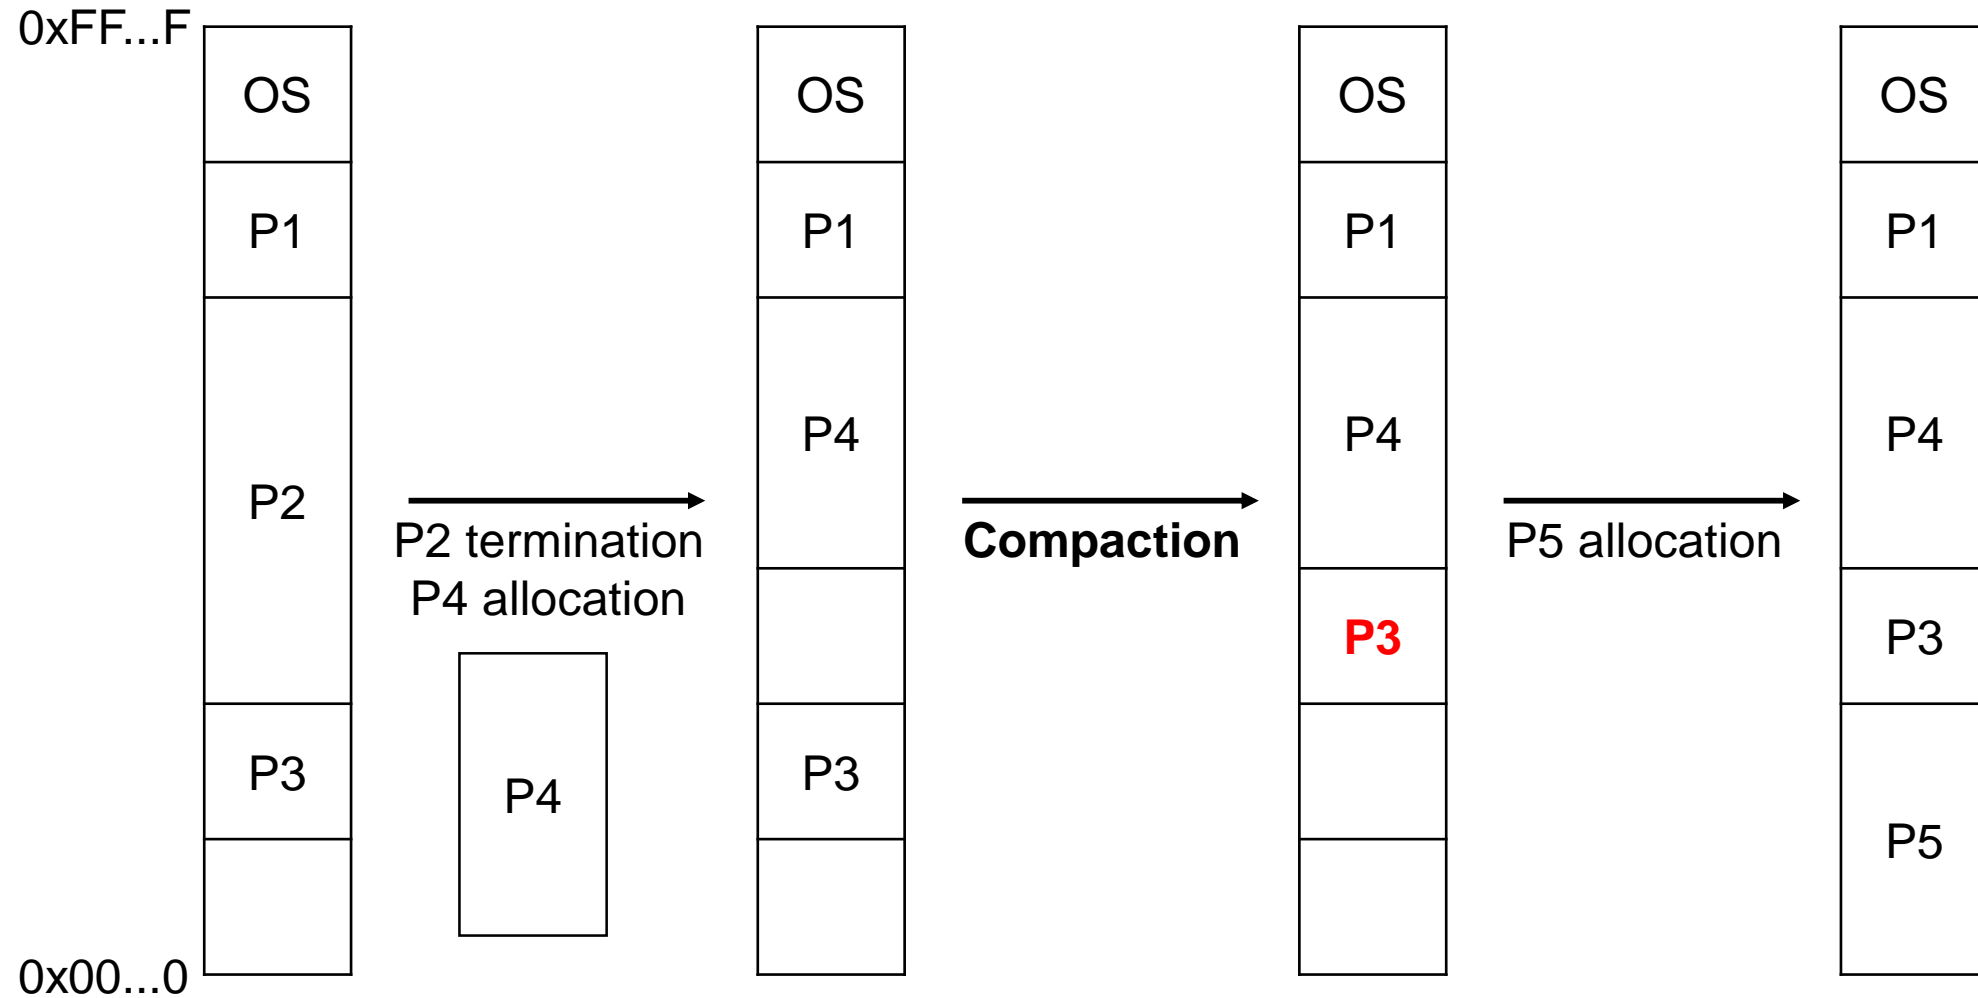 0xFF...F
OS
P1
P2
P3
0x00...0
P2 termination
P4 allocation
P4
OS
P1
P4
P3
Compaction
OS
P1
P4
P3
P5 allocation
OS
P1
P4
P3
P5